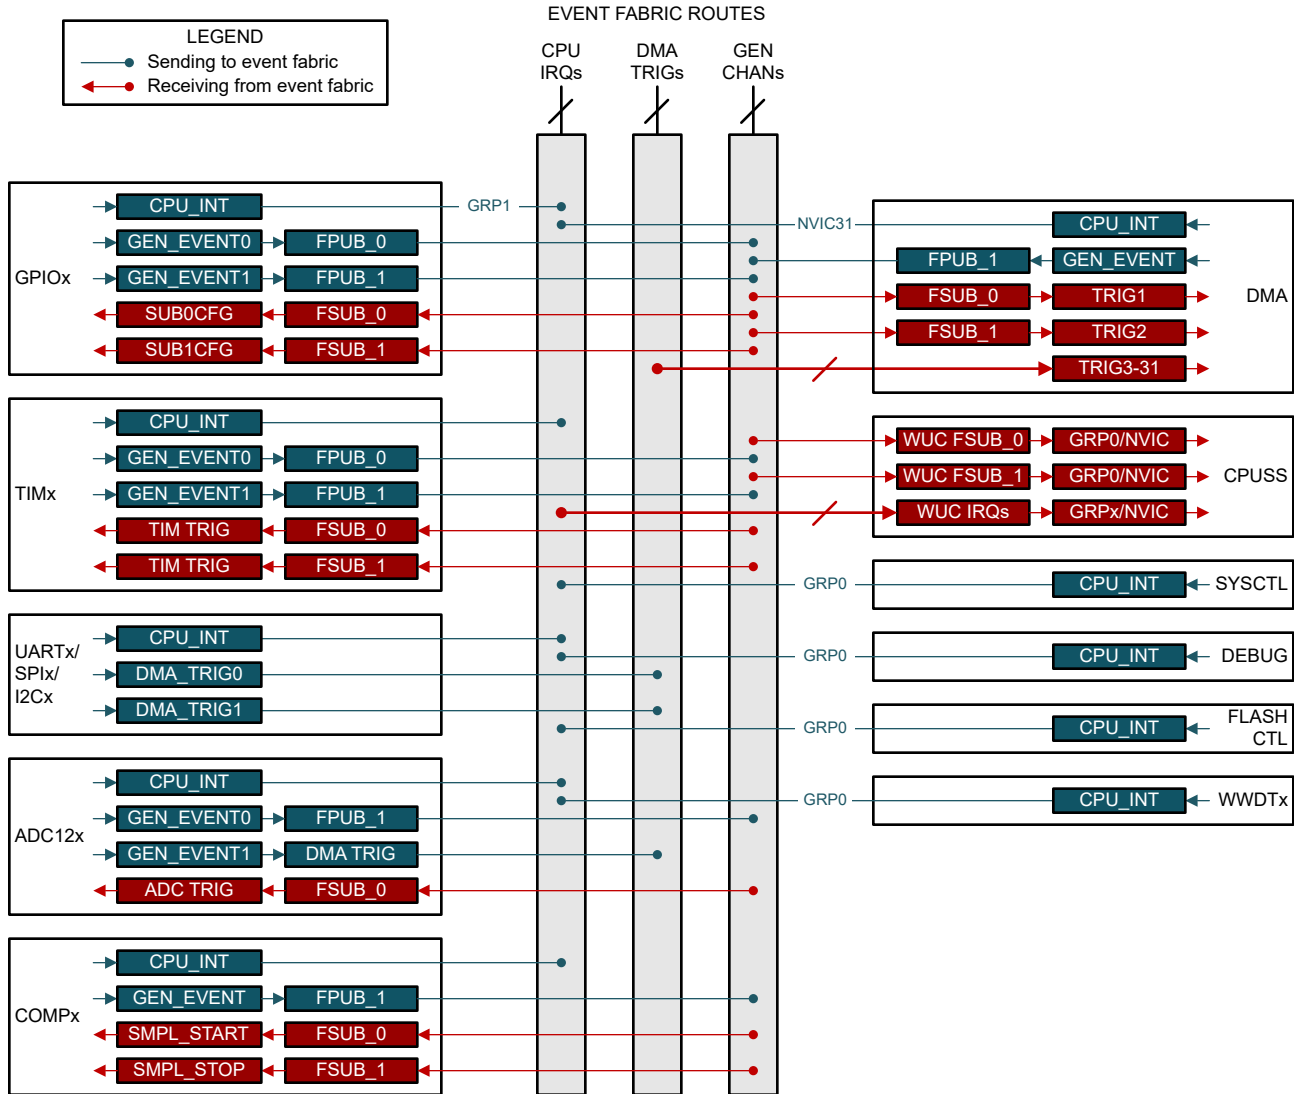 EVENT FABRIC ROUTES
LEGEND
Sending to event fabric
Receiving from event fabric
CPU
IRQs
DMA
TRIGs
GEN
CHANs
GPIOx
CPU_INT
GRP1
GEN_EVENT0
FPUB_0
GEN_EVENT1
FPUB_1
SUB0CFG
FSUB_0
SUB1CFG
FSUB_1
TIMx
CPU_INT
GEN_EVENT0
FPUB_0
GEN_EVENT1
FPUB_1
TIM TRIG
FSUB_0
TIM TRIG
FSUB_1
UARTx/
SPIx/
I2Cx
CPU_INT
DMA_TRIG0
DMA_TRIG1
ADC12x
CPU_INT
GEN_EVENT0
FPUB_1
GEN_EVENT1
DMA TRIG
ADC TRIG
FSUB_0
COMPx
CPU_INT
GEN_EVENT
FPUB_1
SMPL_START
FSUB_0
SMPL_STOP
FSUB_1
NVIC31
CPU_INT
FPUB_1
GEN_EVENT
FSUB_0
TRIG1
DMA
FSUB_1
TRIG2
TRIG3-31
WUC FSUB_0
GRP0/NVIC
WUC FSUB_1
GRP0/NVIC
CPUSS
WUC IRQs
GRPx/NVIC
GRP0
CPU_INT
SYSCTL
GRP0
CPU_INT
DEBUG
GRP0
CPU_INT
FLASH
CTL
GRP0
CPU_INT
WWDTx